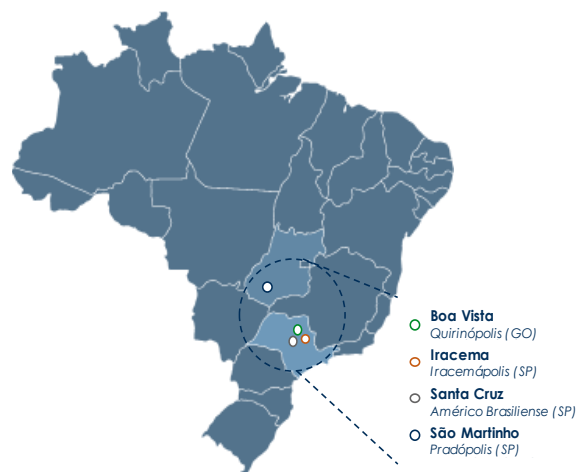 Boa Vista
Quirinópolis (GO)
Iracema
Iracemápolis (SP)
Santa Cruz
Américo Brasiliense (SP)
São Martinho
Pradópolis (SP)